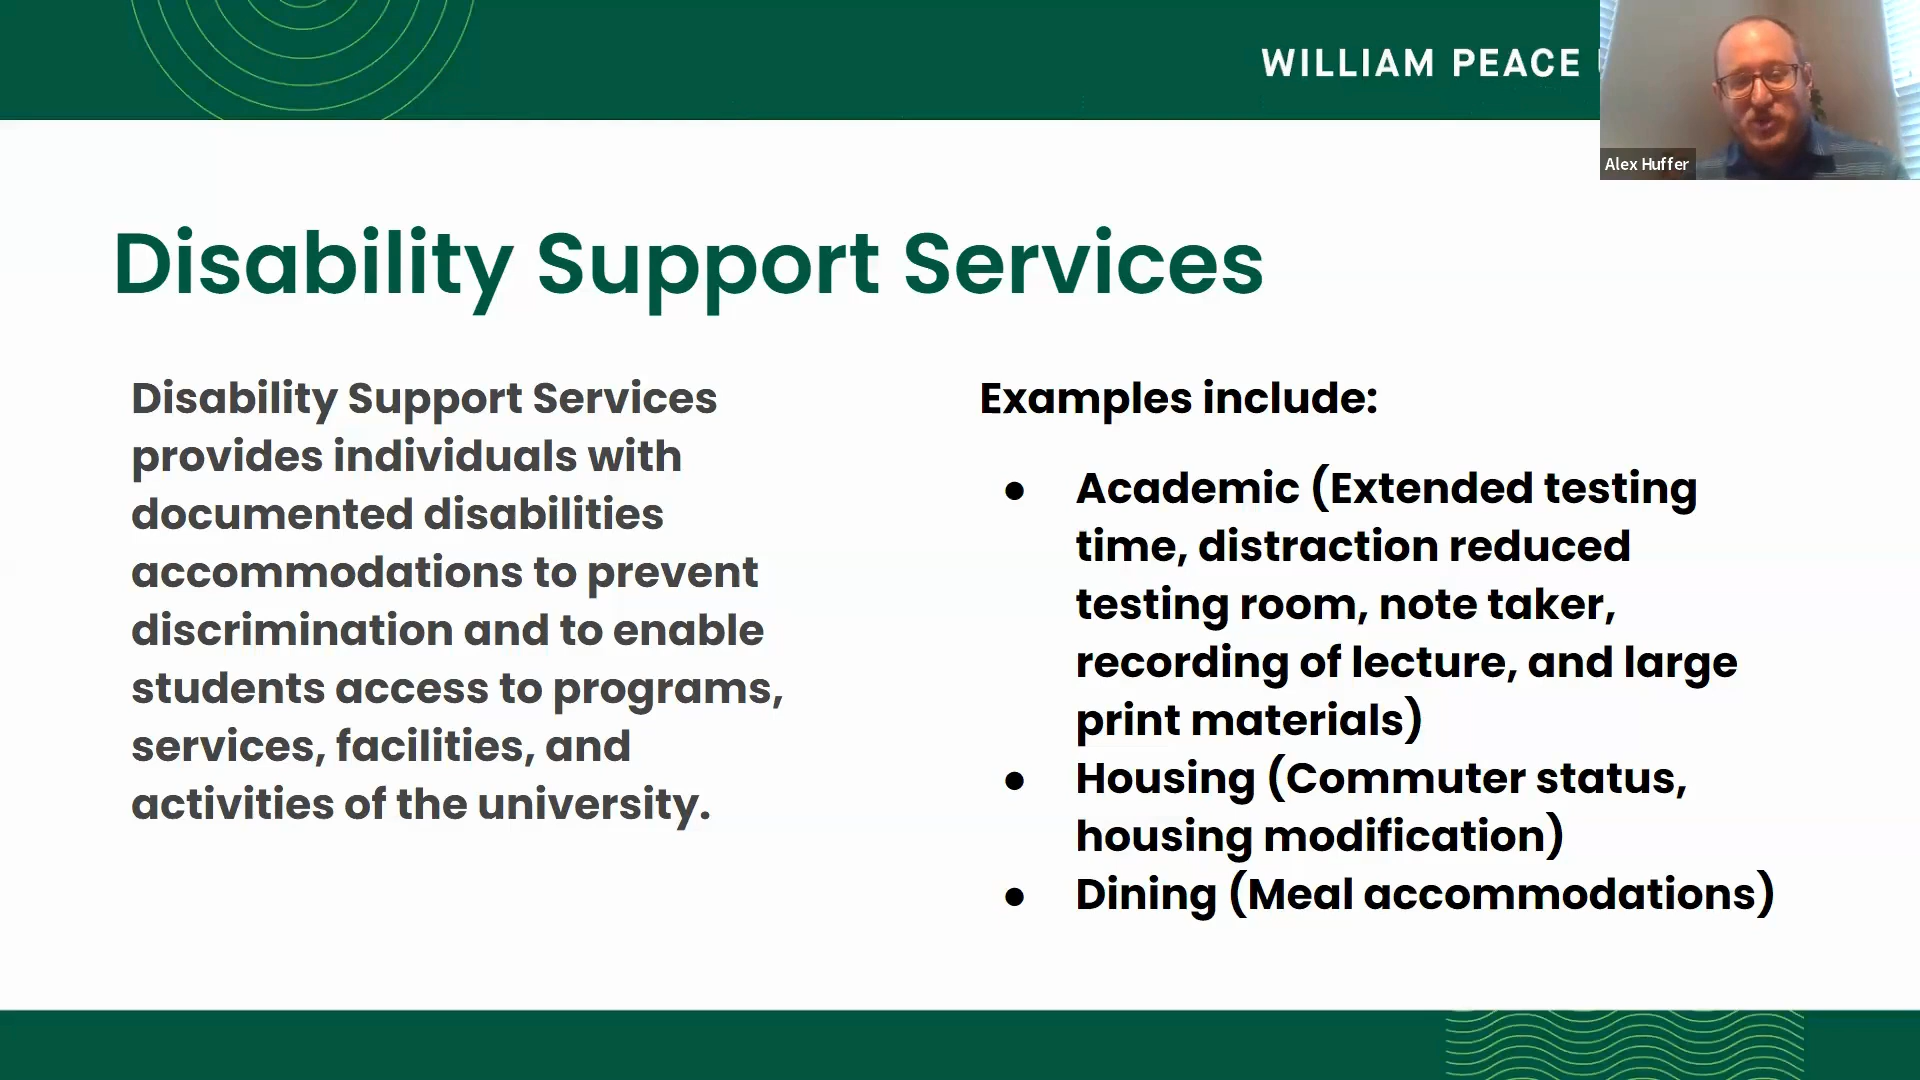 WILLIAM PEACE
Alex Huffer
Disability Support Services
Disability Support Services
provides individuals with
documented disabilities
accommodations to prevent
discrimination and to enable
students access to programs,
services, facilities, and
activities of the university.
Examples include:
● Academic (Extended testing
time, distraction reduced
testing room, note taker,
recording of lecture, and large
print materials)
● Housing (Commuter status,
housing modification)
● Dining (Meal accommodations)